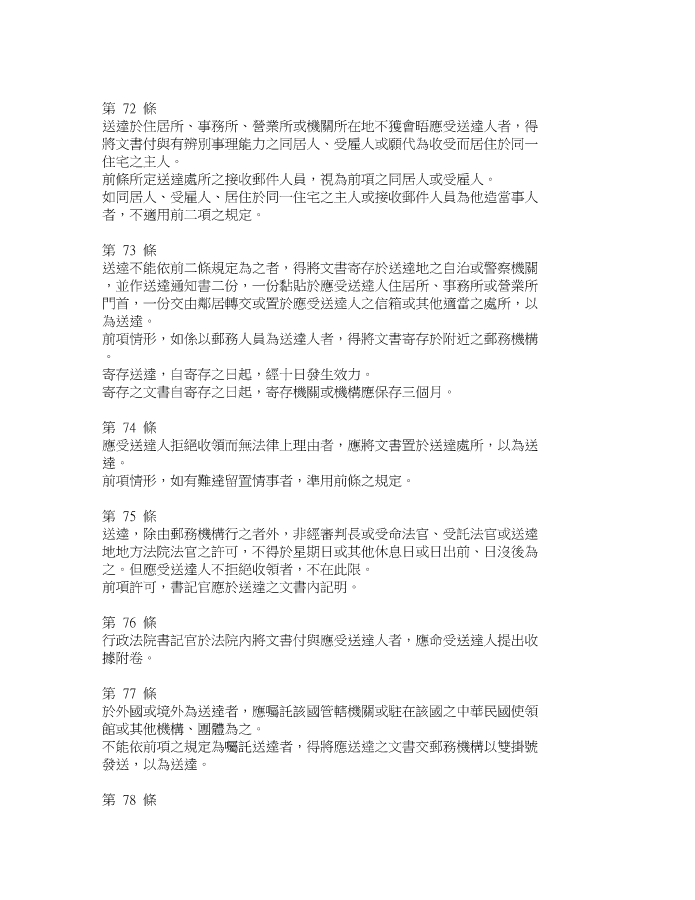 第 72 條
送達於住居所、事務所、營業所或機關所在地不獲會晤應受送達人者，得
將文書付與有辨別事理能力之同居人、受雇人或願代為收受而居住於同一
住宅之主人。
前條所定送達處所之接收郵件人員，視為前項之同居人或受雇人。
如同居人、受雇人、居住於同一住宅之主人或接收郵件人員為他造當事人
者，不適用前二項之規定。
第 73 條
送達不能依前二條規定為之者，得將文書寄存於送達地之自治或警察機關
，並作送達通知書二份，一份黏貼於應受送達人住居所、事務所或營業所
門首，一份交由鄰居轉交或置於應受送達人之信箱或其他適當之處所，以
為送達。
前項情形，如係以郵務人員為送達人者，得將文書寄存於附近之郵務機構
。
寄存送達，自寄存之日起，經十日發生效力。
寄存之文書自寄存之日起，寄存機關或機構應保存三個月。
第 74 條
應受送達人拒絕收領而無法律上理由者，應將文書置於送達處所，以為送
達。
前項情形，如有難達留置情事者，準用前條之規定。
第 75 條
送達，除由郵務機構行之者外，非經審判長或受命法官、受託法官或送達
地地方法院法官之許可，不得於星期日或其他休息日或日出前、日沒後為
之。但應受送達人不拒絕收領者，不在此限。
前項許可，書記官應於送達之文書內記明。
第 76 條
行政法院書記官於法院內將文書付與應受送達人者，應命受送達人提出收
據附卷。
第 77 條
於外國或境外為送達者，應囑託該國管轄機關或駐在該國之中華民國使領
館或其他機構、團體為之。
不能依前項之規定為囑託送達者，得將應送達之文書交郵務機構以雙掛號
發送，以為送達。
第 78 條